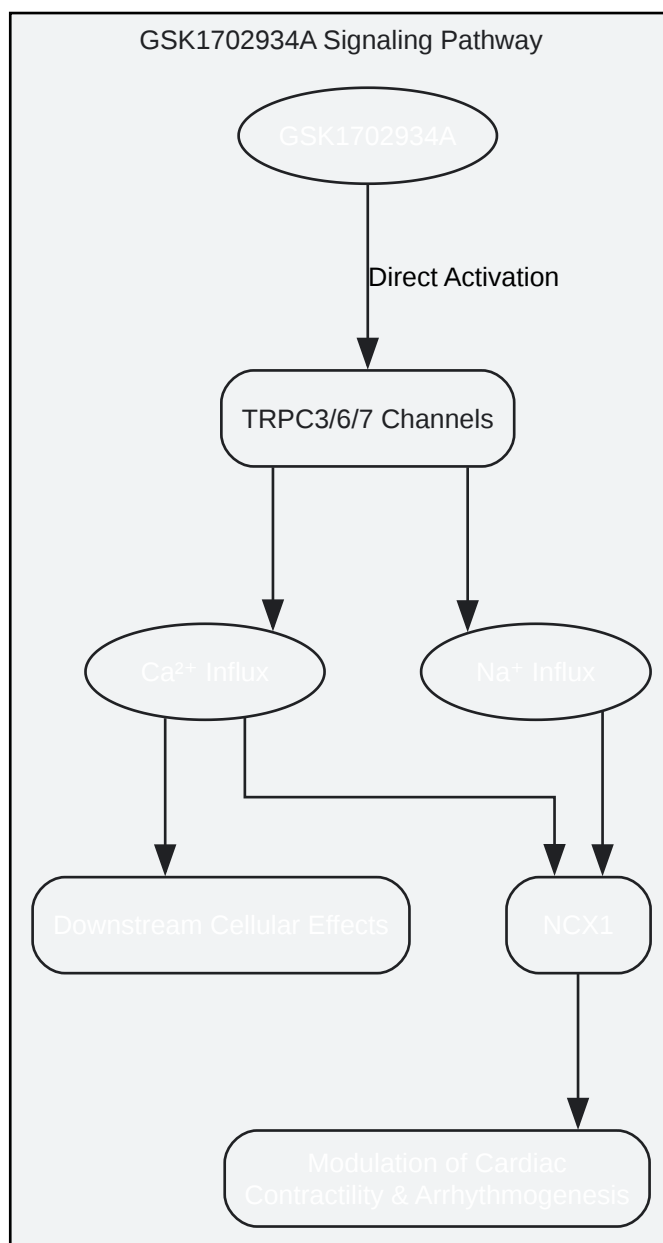 GSK1702934A Signaling Pathway
GSK1702934A
Direct Activation
TRPC3/6/7 Channels
Ca²⁺ Influx
Na⁺ Influx
Downstream Cellular Effects
NCX1
Modulation of Cardiac
Contractility & Arrhythmogenesis